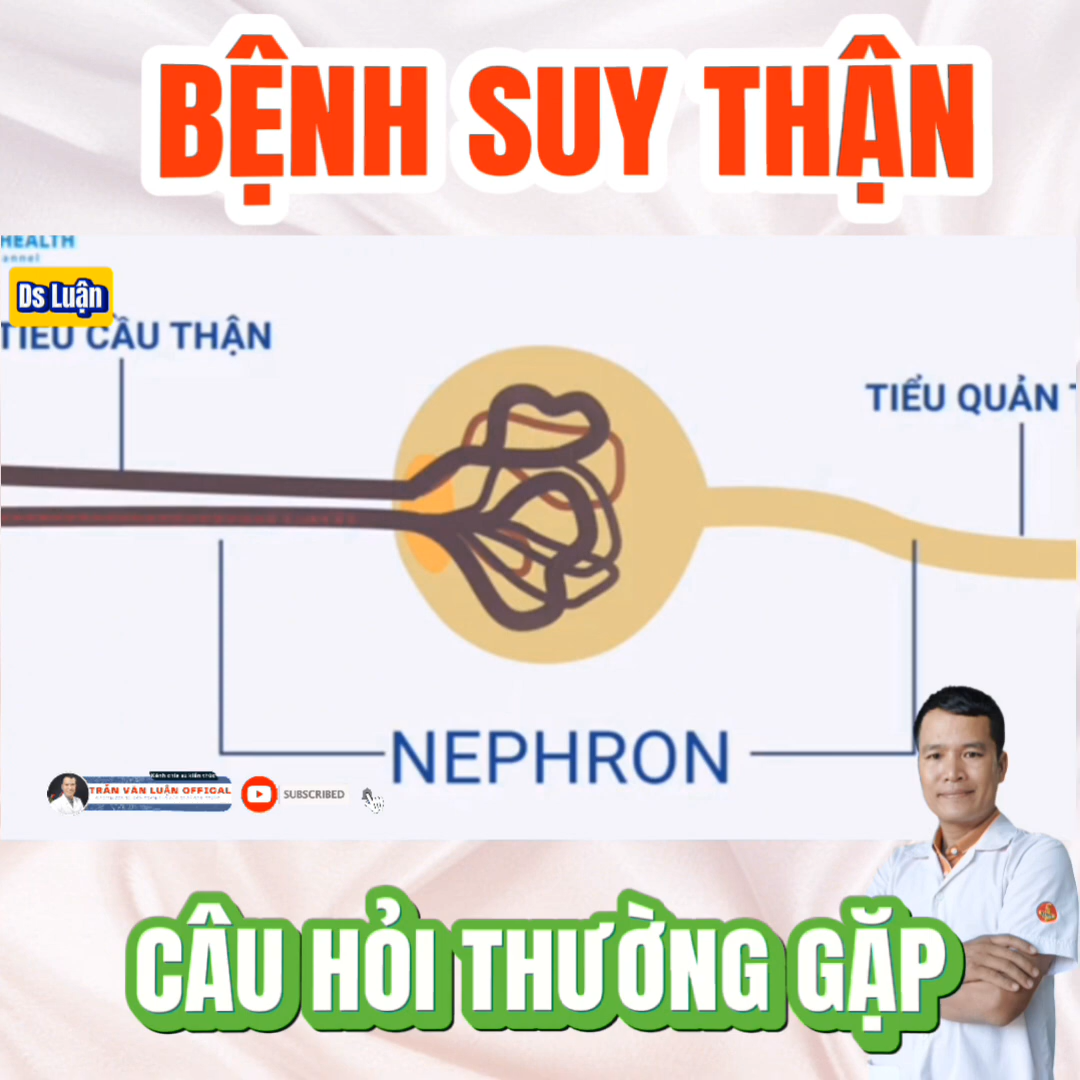 BỆNH SUY THẬN
HEALTH
Ds Luận
TIỂU CẦU THẬN
TIỂU QUẢN
NEPHRON
TRẦN VĂN LUẬN OFFICAL
SUBSCRIBED
CÂU HỎI THƯỜNG GẶP